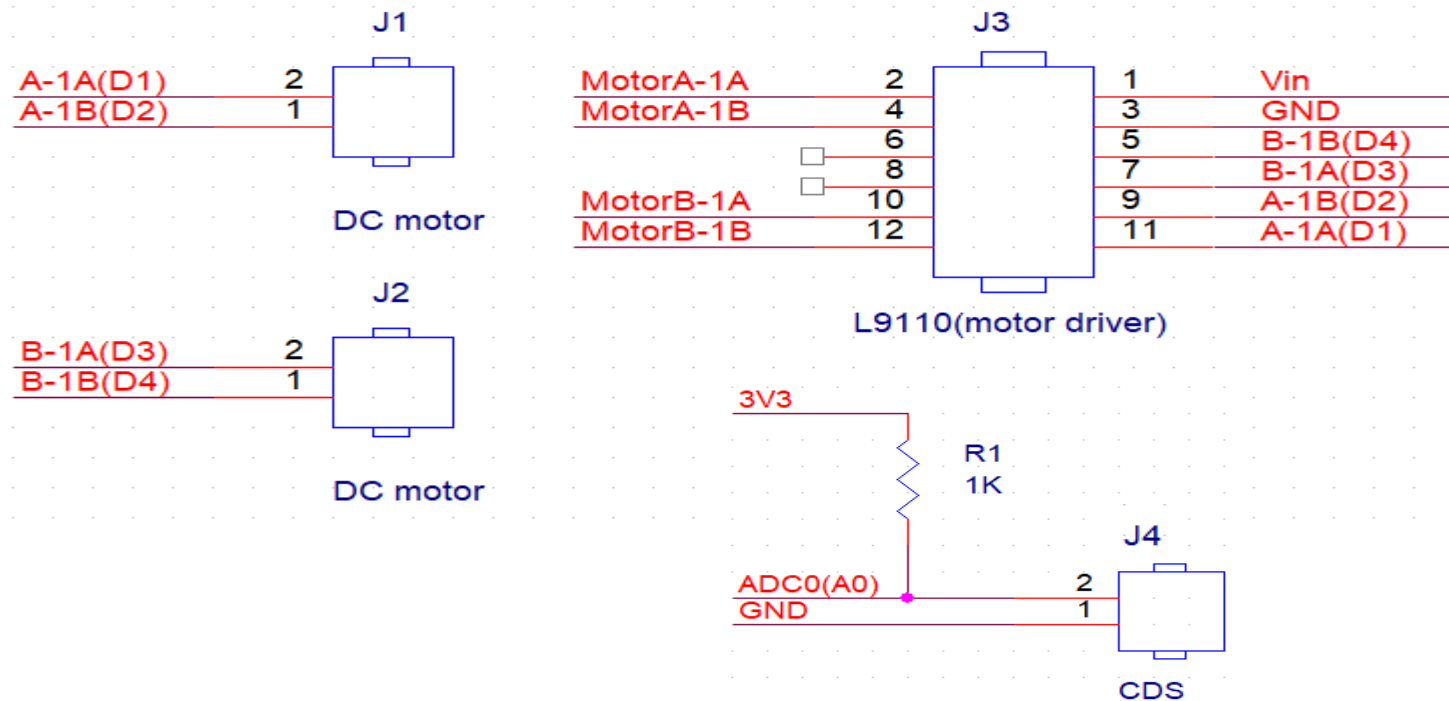 J1
A-1A(D1) 2
A-1B(D2) 1
DC motor
J2
B-1A(D3) 2
B-1B(D4) 1
DC motor
J3
MotorA-1A 2 1 Vin
MotorA-1B 4 3 GND
6 5 B-1B(D4)
8 7 B-1A(D3)
MotorB-1A 10 9 A-1B(D2)
MotorB-1B 12 11 A-1A(D1)
L9110(motor driver)
3V3
R1
1K
J4
ADC0(A0) 2
GND 1
CDS